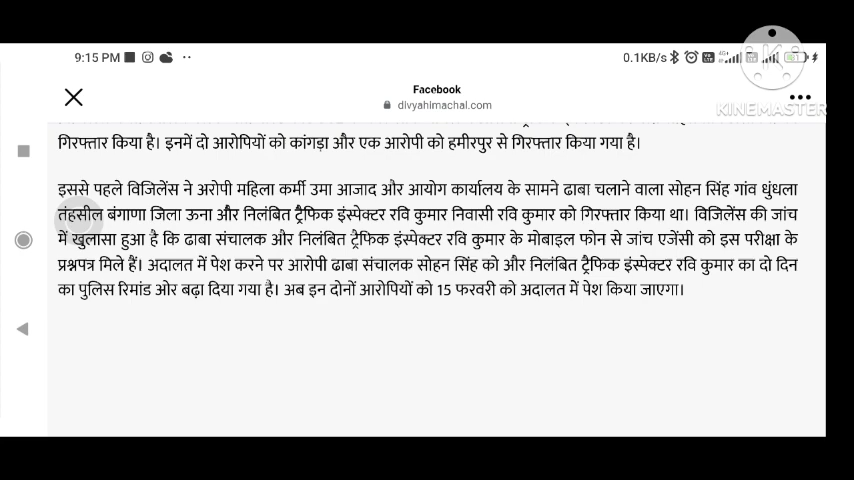 9:15 PM
0.1KB/s
4G+
Facebook
divyahimachal.com
KINEMASTER
गिरफ्तार किया है। इनमें दो आरोपियों को कांगड़ा और एक आरोपी को हमीरपुर से गिरफ्तार किया गया है।
इससे पहले विजिलेंस ने अरोपी महिला कर्मी उमा आजाद और आयोग कार्यालय के सामने ढाबा चलाने वाला सोहन सिंह गांव धुंधला
तंहसील बंगाणा जिला ऊना और निलंबित ट्रैफिक इंस्पेक्टर रवि कुमार निवासी रवि कुमार को गिरफ्तार किया था। विजिलेंस की जांच
में खुलासा हुआ है कि ढाबा संचालक और निलंबित ट्रैफिक इंस्पेक्टर रवि कुमार के मोबाइल फोन से जांच एजेंसी को इस परीक्षा के
प्रश्नपत्र मिले हैं। अदालत में पेश करने पर आरोपी ढाबा संचालक सोहन सिंह को और निलंबित ट्रैफिक इंस्पेक्टर रवि कुमार का दो दिन
का पुलिस रिमांड ओर बढ़ा दिया गया है। अब इन दोनों आरोपियों को 15 फरवरी को अदालत में पेश किया जाएगा।